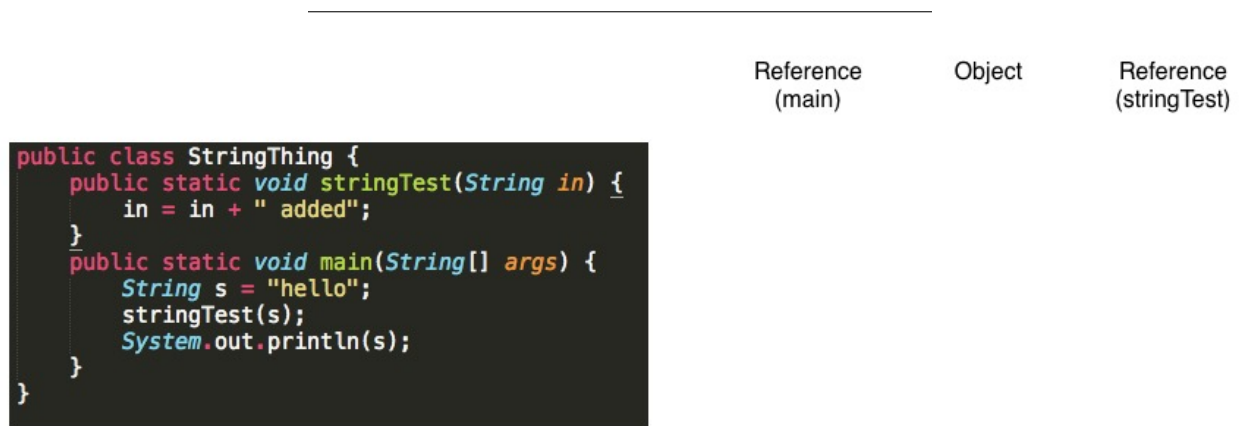 Reference Object Reference
(main) (stringTest)
public class StringThing {
    public static void stringTest(String in) {
        in = in + " added";
    }
    public static void main(String[] args) {
        String s = "hello";
        stringTest(s);
        System.out.println(s);
    }
}